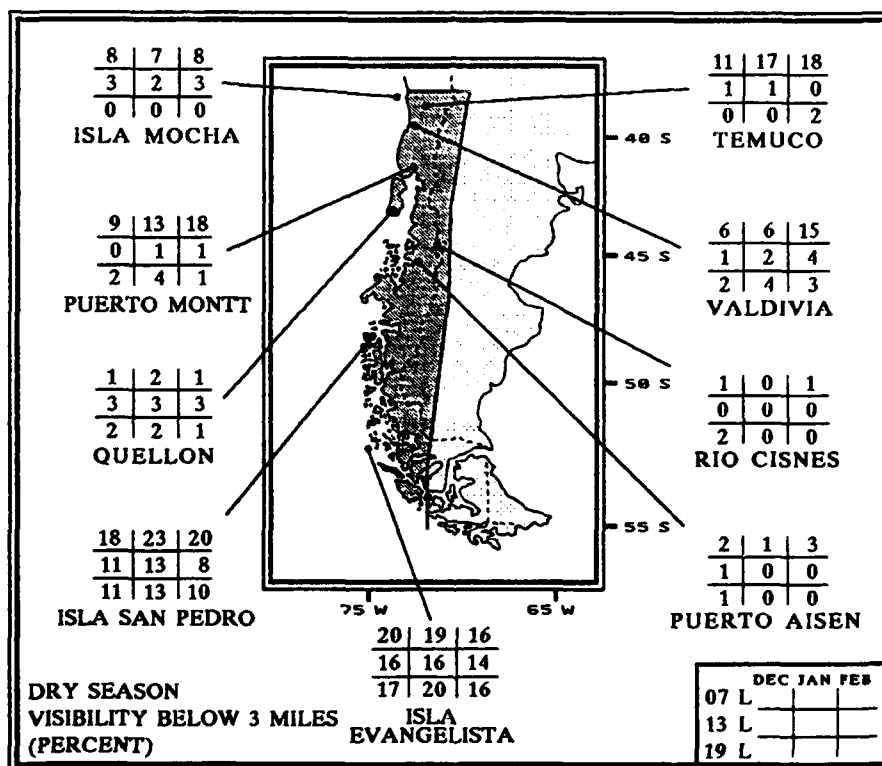 8 7 8
3 2 3
0 0 0
ISLA MOCHA
11 17 18
1 1 0
0 0 2
TEMUCO
40 S
9 13 18
0 1 1
2 4 1
PUERTO MONTT
6 6 15
1 2 4
2 4 3
VALDIVIA
45 S
1 2 1
3 3 3
2 2 1
QUELLON
1 0 1
0 0 0
2 0 0
RIO CISNES
50 S
18 23 20
11 13 8
11 13 10
ISLA SAN PEDRO
2 1 3
1 0 0
1 0 0
PUERTO AISEN
55 S
75 W
65 W
20 19 16
16 16 14
17 20 16
ISLA
EVANGELISTA
DRY SEASON
VISIBILITY BELOW 3 MILES
(PERCENT)
DEC JAN FEB
07 L
13 L
19 L